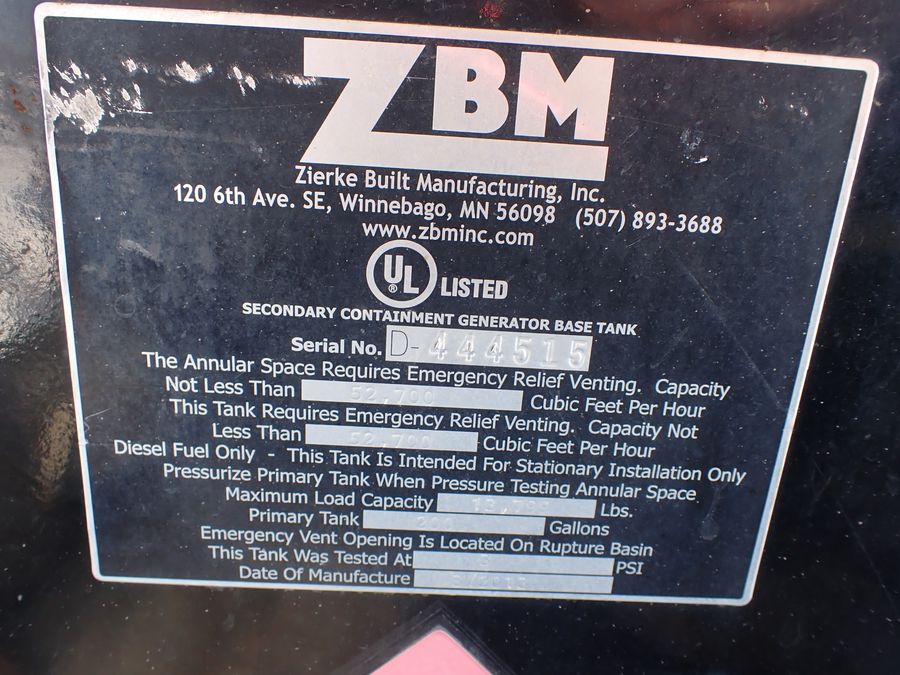 ZBM
Zierke Built Manufacturing, Inc.
120 6th Ave. SE, Winnebago, MN 56098 (507) 893-3688
www.zbminc.com
UL® LISTED
SECONDARY CONTAINMENT GENERATOR BASE TANK
Serial No. D-444515
The Annular Space Requires Emergency Relief Venting. Capacity
Not Less Than 52,700 Cubic Feet Per Hour
This Tank Requires Emergency Relief Venting. Capacity Not
Less Than 52,700 Cubic Feet Per Hour
Diesel Fuel Only - This Tank Is Intended For Stationary Installation Only
Pressurize Primary Tank When Pressure Testing Annular Space
Maximum Load Capacity Lbs.
Primary Tank Gallons
Emergency Vent Opening Is Located On Rupture Basin
This Tank Was Tested At PSI
Date Of Manufacture